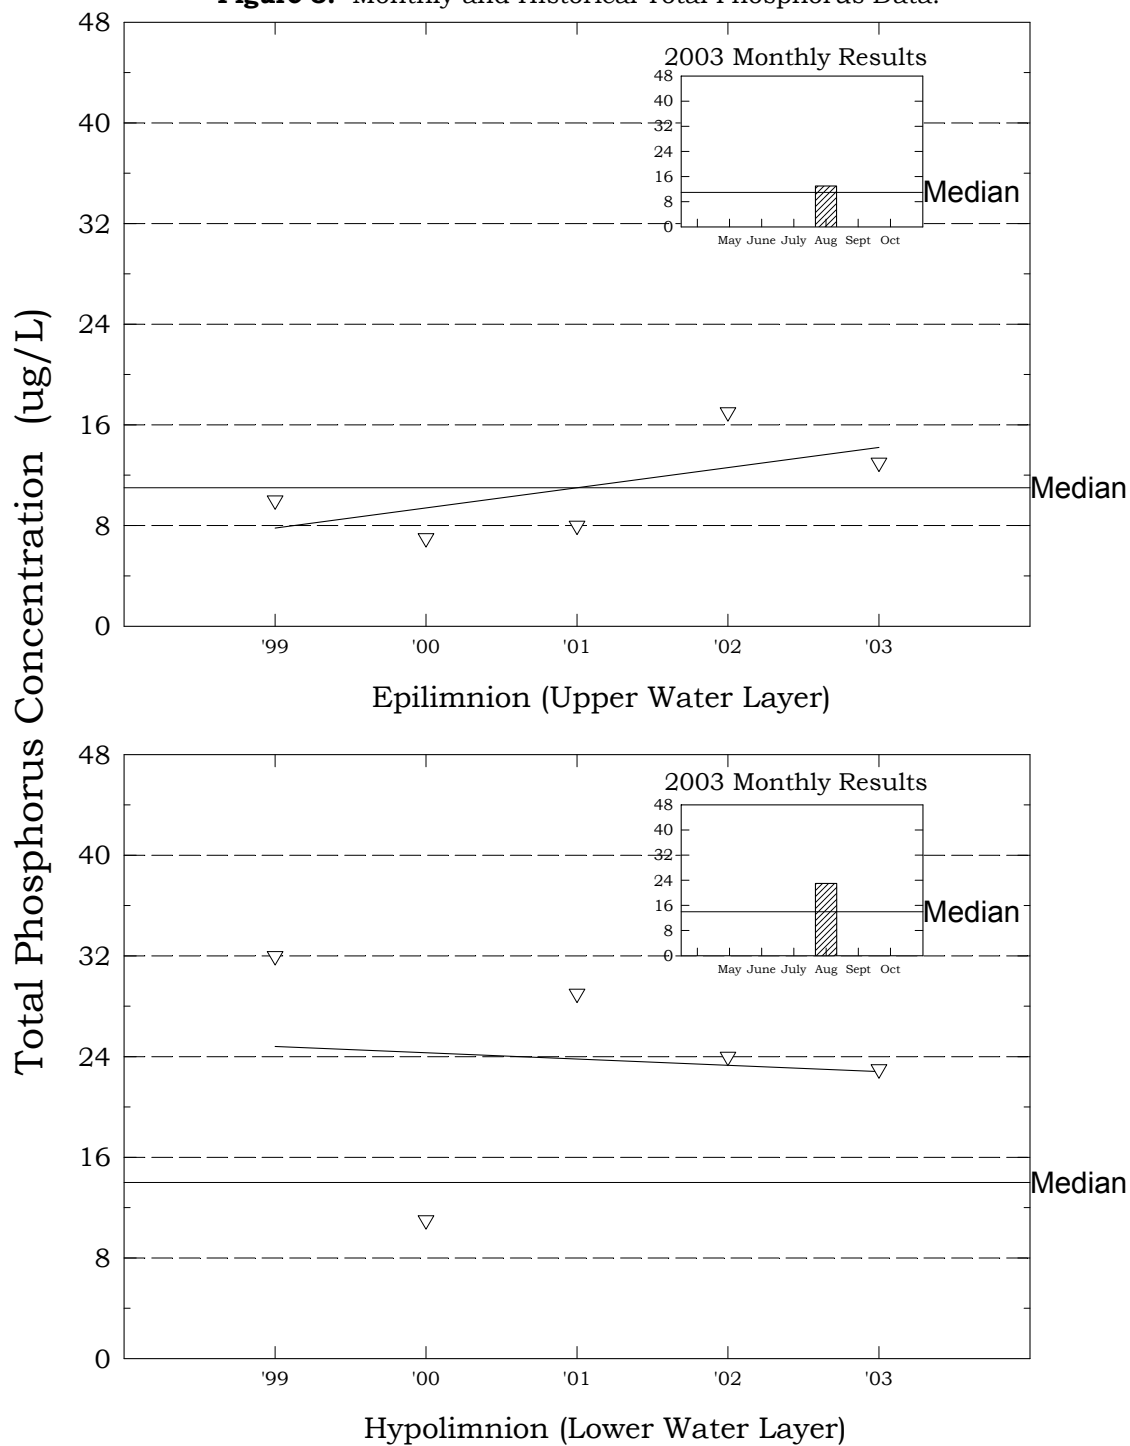 Figure 3. Monthly and Historical Total Phosphorus Data.
Total Phosphorus Concentration (ug/L)
48
40
32
24
16
8
0
'99 '00 '01 '02 '03
Epilimnion (Upper Water Layer)
Median
2003 Monthly Results
48
40
32
24
16
8
0
May June July Aug Sept Oct
Median
48
40
32
24
16
8
0
'99 '00 '01 '02 '03
Hypolimnion (Lower Water Layer)
Median
2003 Monthly Results
48
40
32
24
16
8
0
May June July Aug Sept Oct
Median